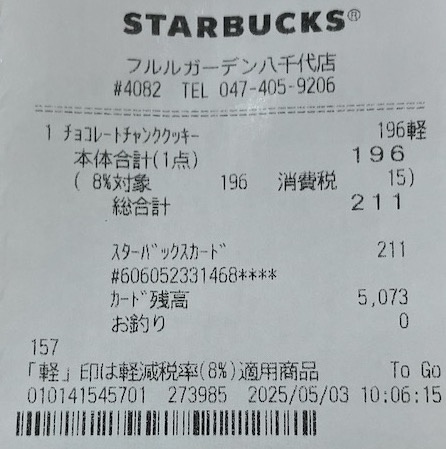 STARBUCKS®
フルルガーデン八千代店
#4082 TEL 047-405-9206
1 ﾁｮｺﾚｰﾄﾁｬﾝｸｸｯｷｰ 196軽
本体合計(1点) 196
( 8%対象 196 消費税 15)
総合計 211
ｽﾀｰﾊﾞｯｸｽｶｰﾄﾞ 211
#606052331468****
ｶｰﾄﾞ残高 5,073
お釣り 0
157
「軽」印は軽減税率(8%)適用商品 To Go
010141545701 273985 2025/05/03 10:06:15